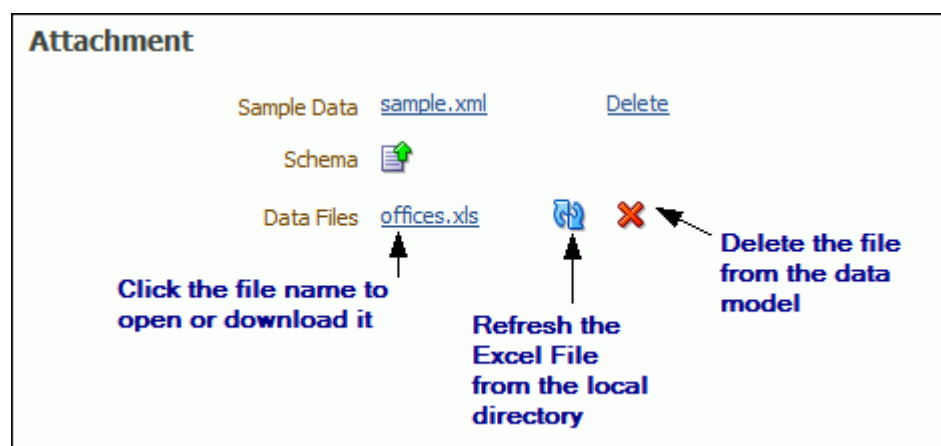 Attachment
Sample Data sample.xml Delete
Schema
Data Files offices.xls
Click the file name to
open or download it
Refresh the
Excel File
from the local
directory
Delete the file
from the data
model